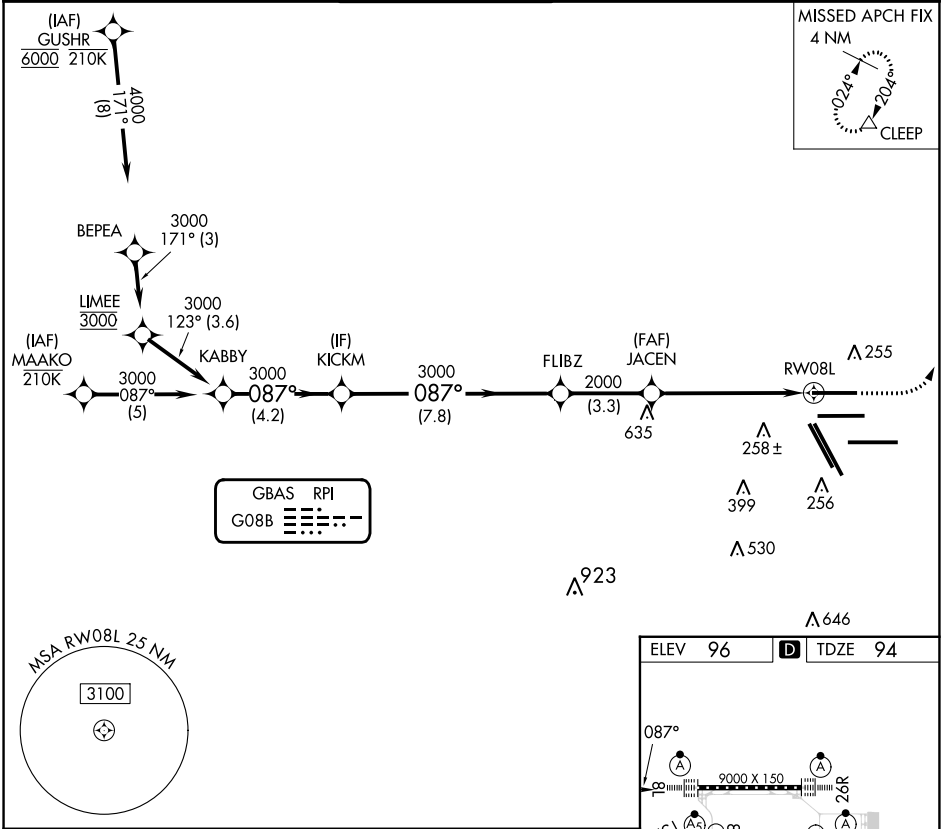 (IAF)
GUSHR
6000 210K
4000
171°
(8)
MISSED APCH FIX
4 NM
024°
204°
CLEEP
BEPEA
3000
171° (3)
LIMEE
3000
3000
123° (3.6)
(IAF)
MAAKO
210K
3000
087°
(5)
KABBY
3000
087°
(4.2)
(IF)
KICKM
3000
087°
(7.8)
FLIBZ
2000
(3.3)
(FAF)
JACEN
635
RW08L
255
258 ±
399
256
530
923
646
GBAS RPI
G08B
MSA RW08L 25 NM
3100
ELEV 96 D TDZE 94
087°
A
A
9000 X 150
8L
26R
A5
A